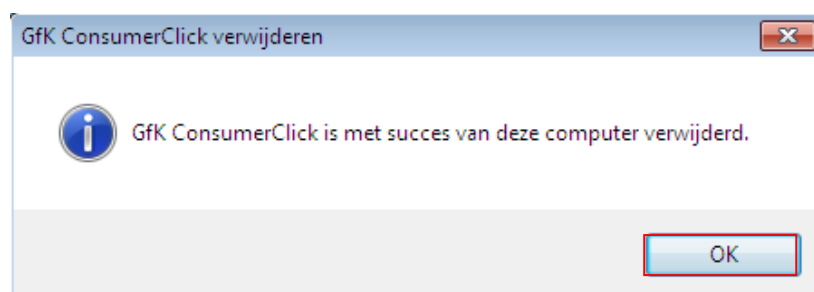 GfK ConsumerClick verwijderen
GfK ConsumerClick is met succes van deze computer verwijderd.
OK